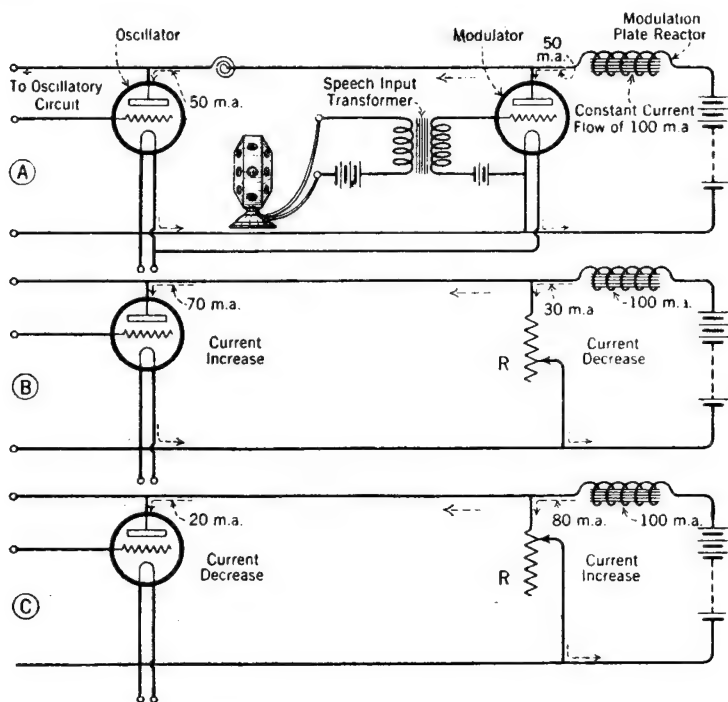 Oscillator
Modulator
50
m.a.
Modulation
Plate Reactor
To Oscillatory
Circuit
50 m.a.
Speech Input
Transformer
Constant Current
Flow of 100 m.a
A
70 m.a.
Current
Increase
30 m.a
100 m.a
Current
Decrease
R
B
20 m.a.
Current
Decrease
80 m.a.
100 m.a.
Current
Increase
R
C